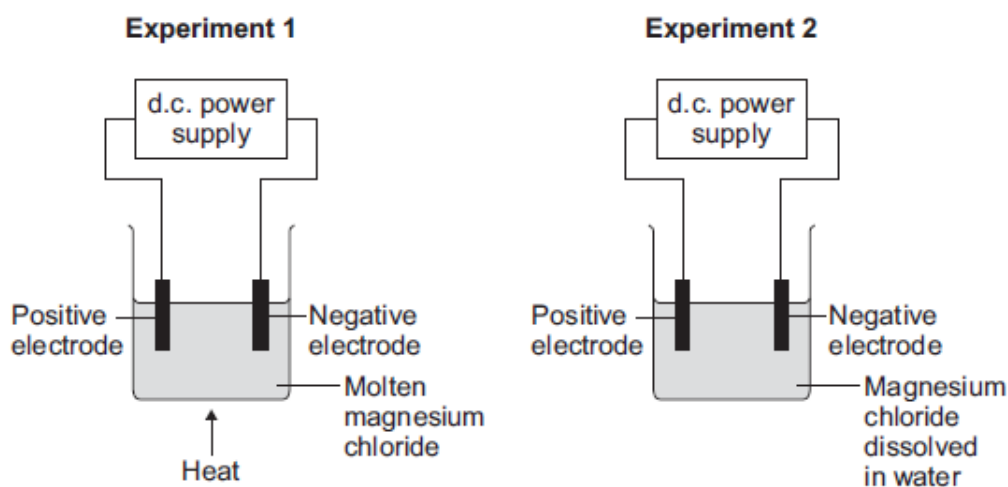 Experiment 1
d.c. power
supply
Positive
electrode
Negative
electrode
Molten
magnesium
chloride
Heat
Experiment 2
d.c. power
supply
Positive
electrode
Negative
electrode
Magnesium
chloride
dissolved
in water